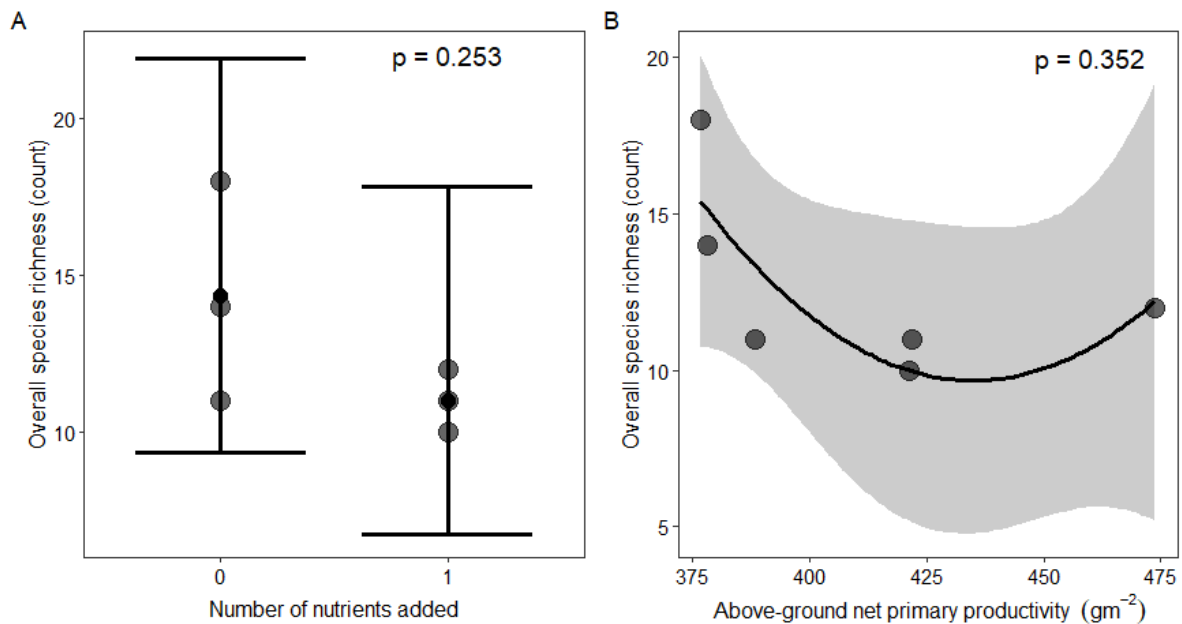 A
p = 0.253
20
15
10
Overall species richness (count)
0
1
Number of nutrients added
B
p = 0.352
20
15
10
5
Overall species richness (count)
375
400
425
450
475
Above-ground net primary productivity (gm⁻²)